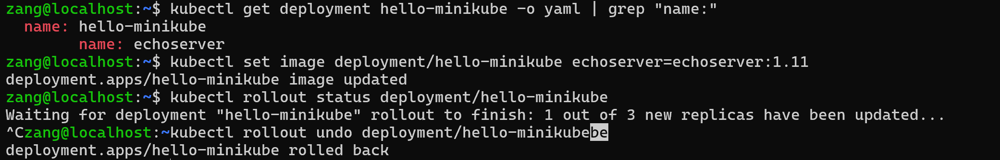 zang@localhost:~$ kubectl get deployment hello-minikube -o yaml | grep "name:"
  name: hello-minikube
        name: echoserver
zang@localhost:~$ kubectl set image deployment/hello-minikube echoserver=echoserver:1.11
deployment.apps/hello-minikube image updated
zang@localhost:~$ kubectl rollout status deployment/hello-minikube
Waiting for deployment "hello-minikube" rollout to finish: 1 out of 3 new replicas have been updated...
^Czang@localhost:~kubectl rollout undo deployment/hello-minikubebe
deployment.apps/hello-minikube rolled back